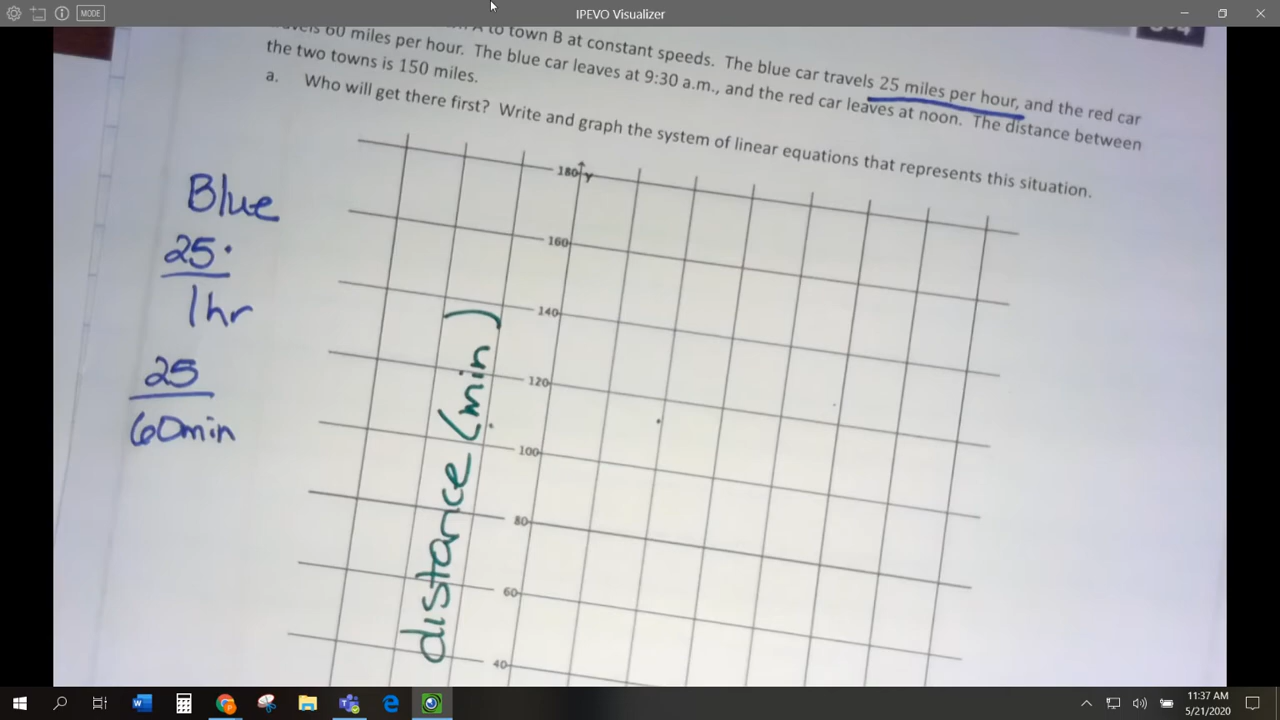 MODE
IPEVO Visualizer
to town B at constant speeds. The blue car travels 25 miles per hour, and the red car
60 miles per hour. The blue car leaves at 9:30 a.m., and the red car leaves at noon. The distance between
the two towns is 150 miles.
a. Who will get there first? Write and graph the system of linear equations that represents this situation.
Blue
25
1hr
25
60min
distance (min)
180
Y
160
140
120
100
80
60
40
11:37 AM
5/21/2020